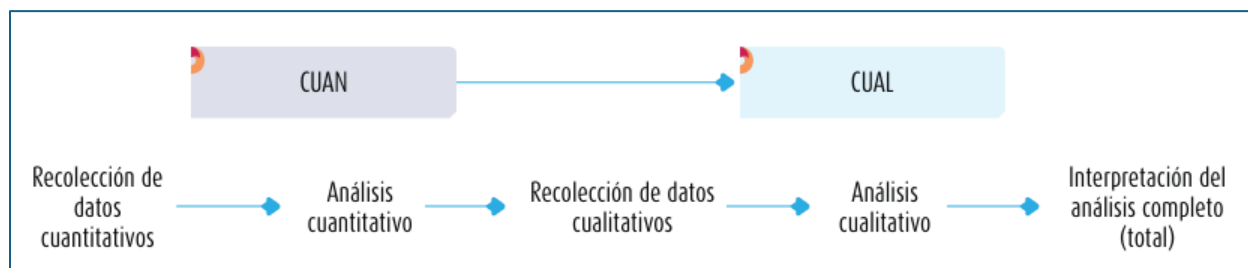 CUAN
CUAL
Recolección de
datos
cuantitativos
Análisis
cuantitativo
Recolección de datos
cualitativos
Análisis
cualitativo
Interpretación del
análisis completo
(total)